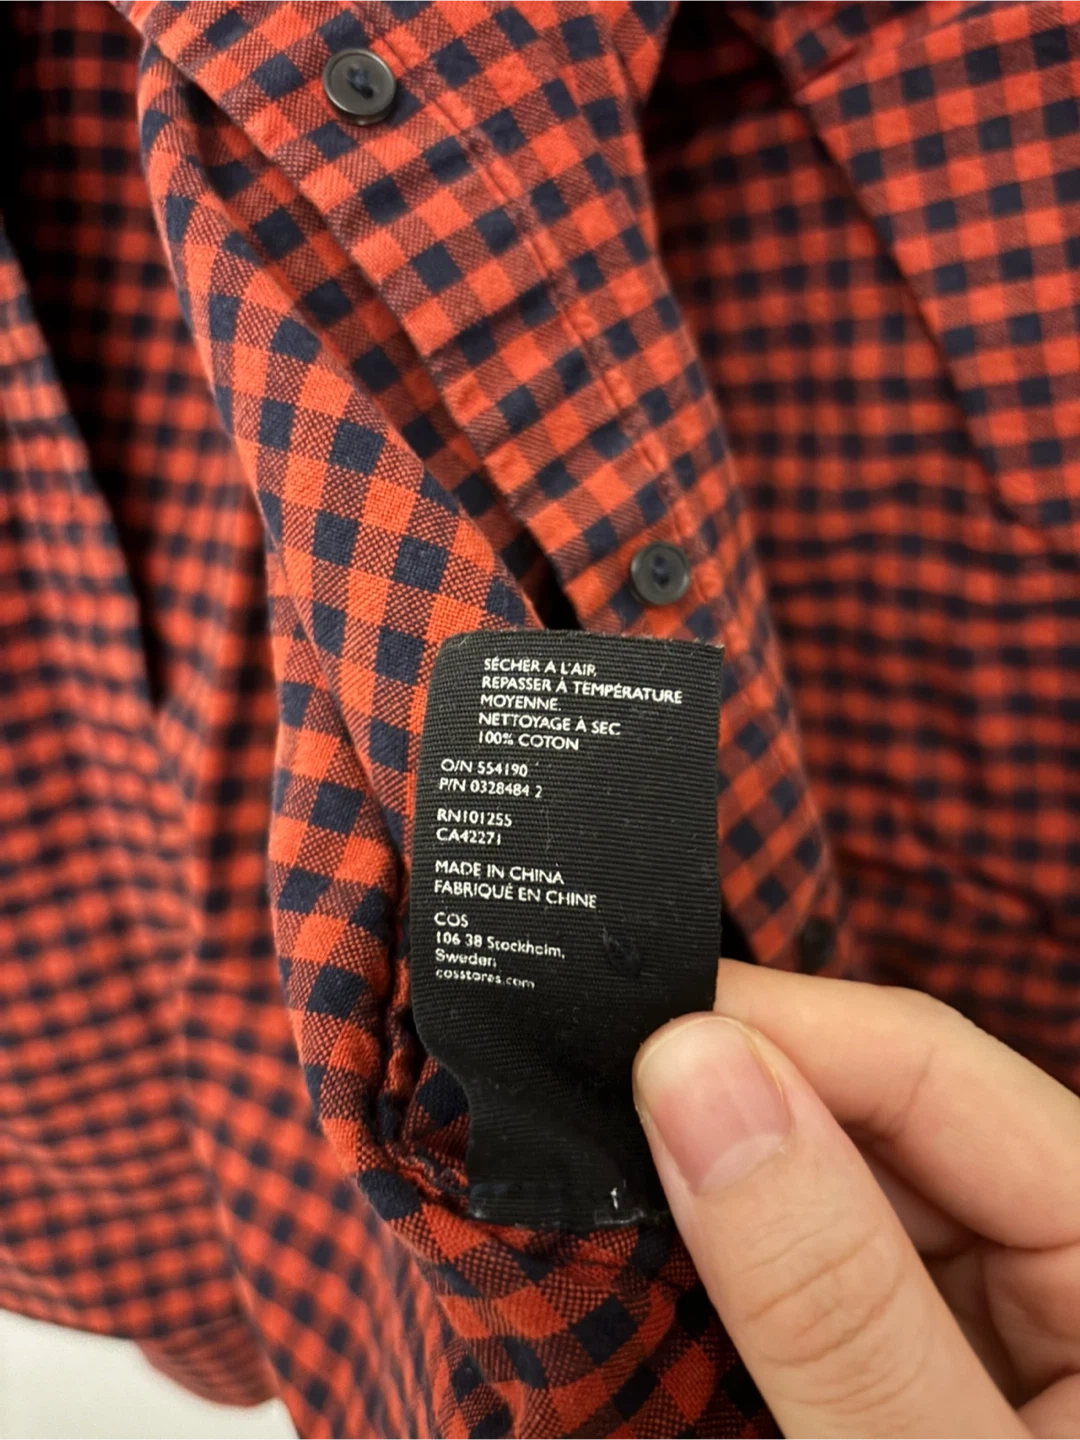 SÉCHER A L'AIR.
REPASSER À TEMPÉRATURE
MOYENNE.
NETTOYAGE À SEC
100% COTON
O/N 554190
P/N 0328484 2
RN101255
CA42271
MADE IN CHINA
FABRIQUÉ EN CHINE
COS
106 38 Stockholm,
Sweden
cosstores.com